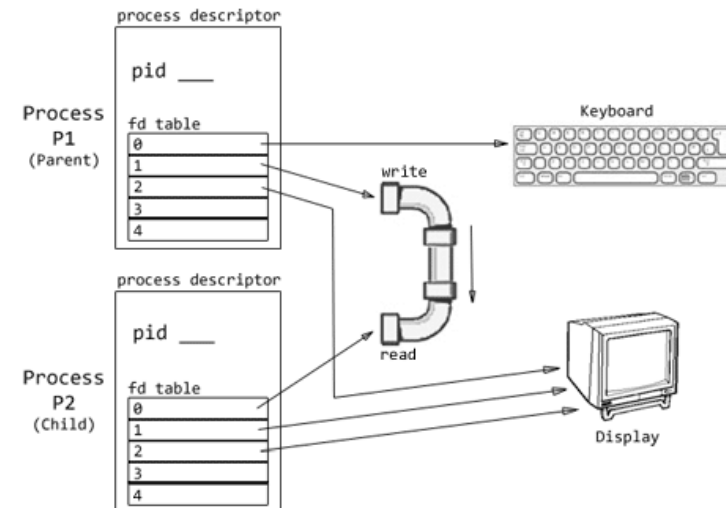 process descriptor
pid ___
Process
P1
(Parent)
fd table
0
1
2
3
4
Keyboard
write
read
process descriptor
pid ___
Process
P2
(Child)
fd table
0
1
2
3
4
Display